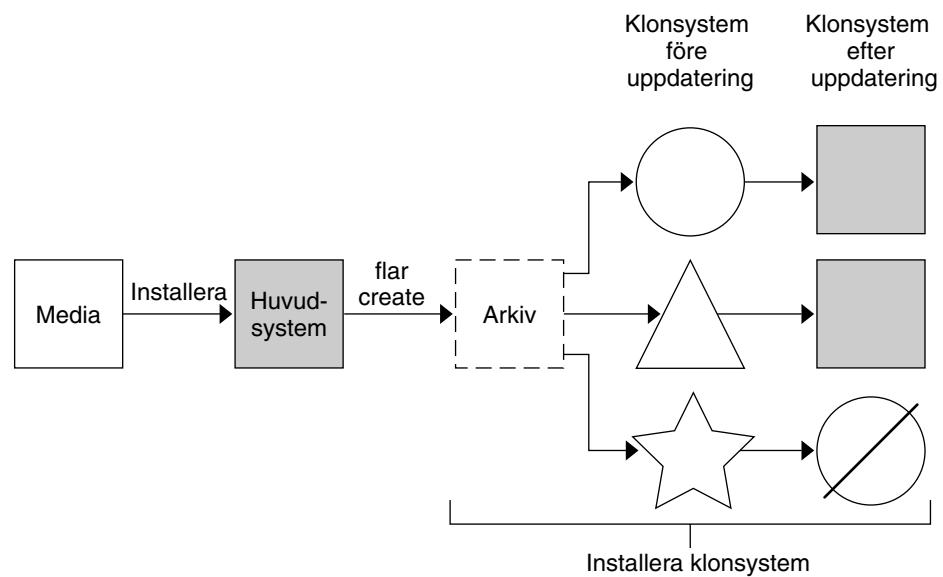 Klonsystem
före
uppdatering
Klonsystem
efter
uppdatering
Media
Installera
Huvud-
system
flar
create
Arkiv
Installera klonsystem